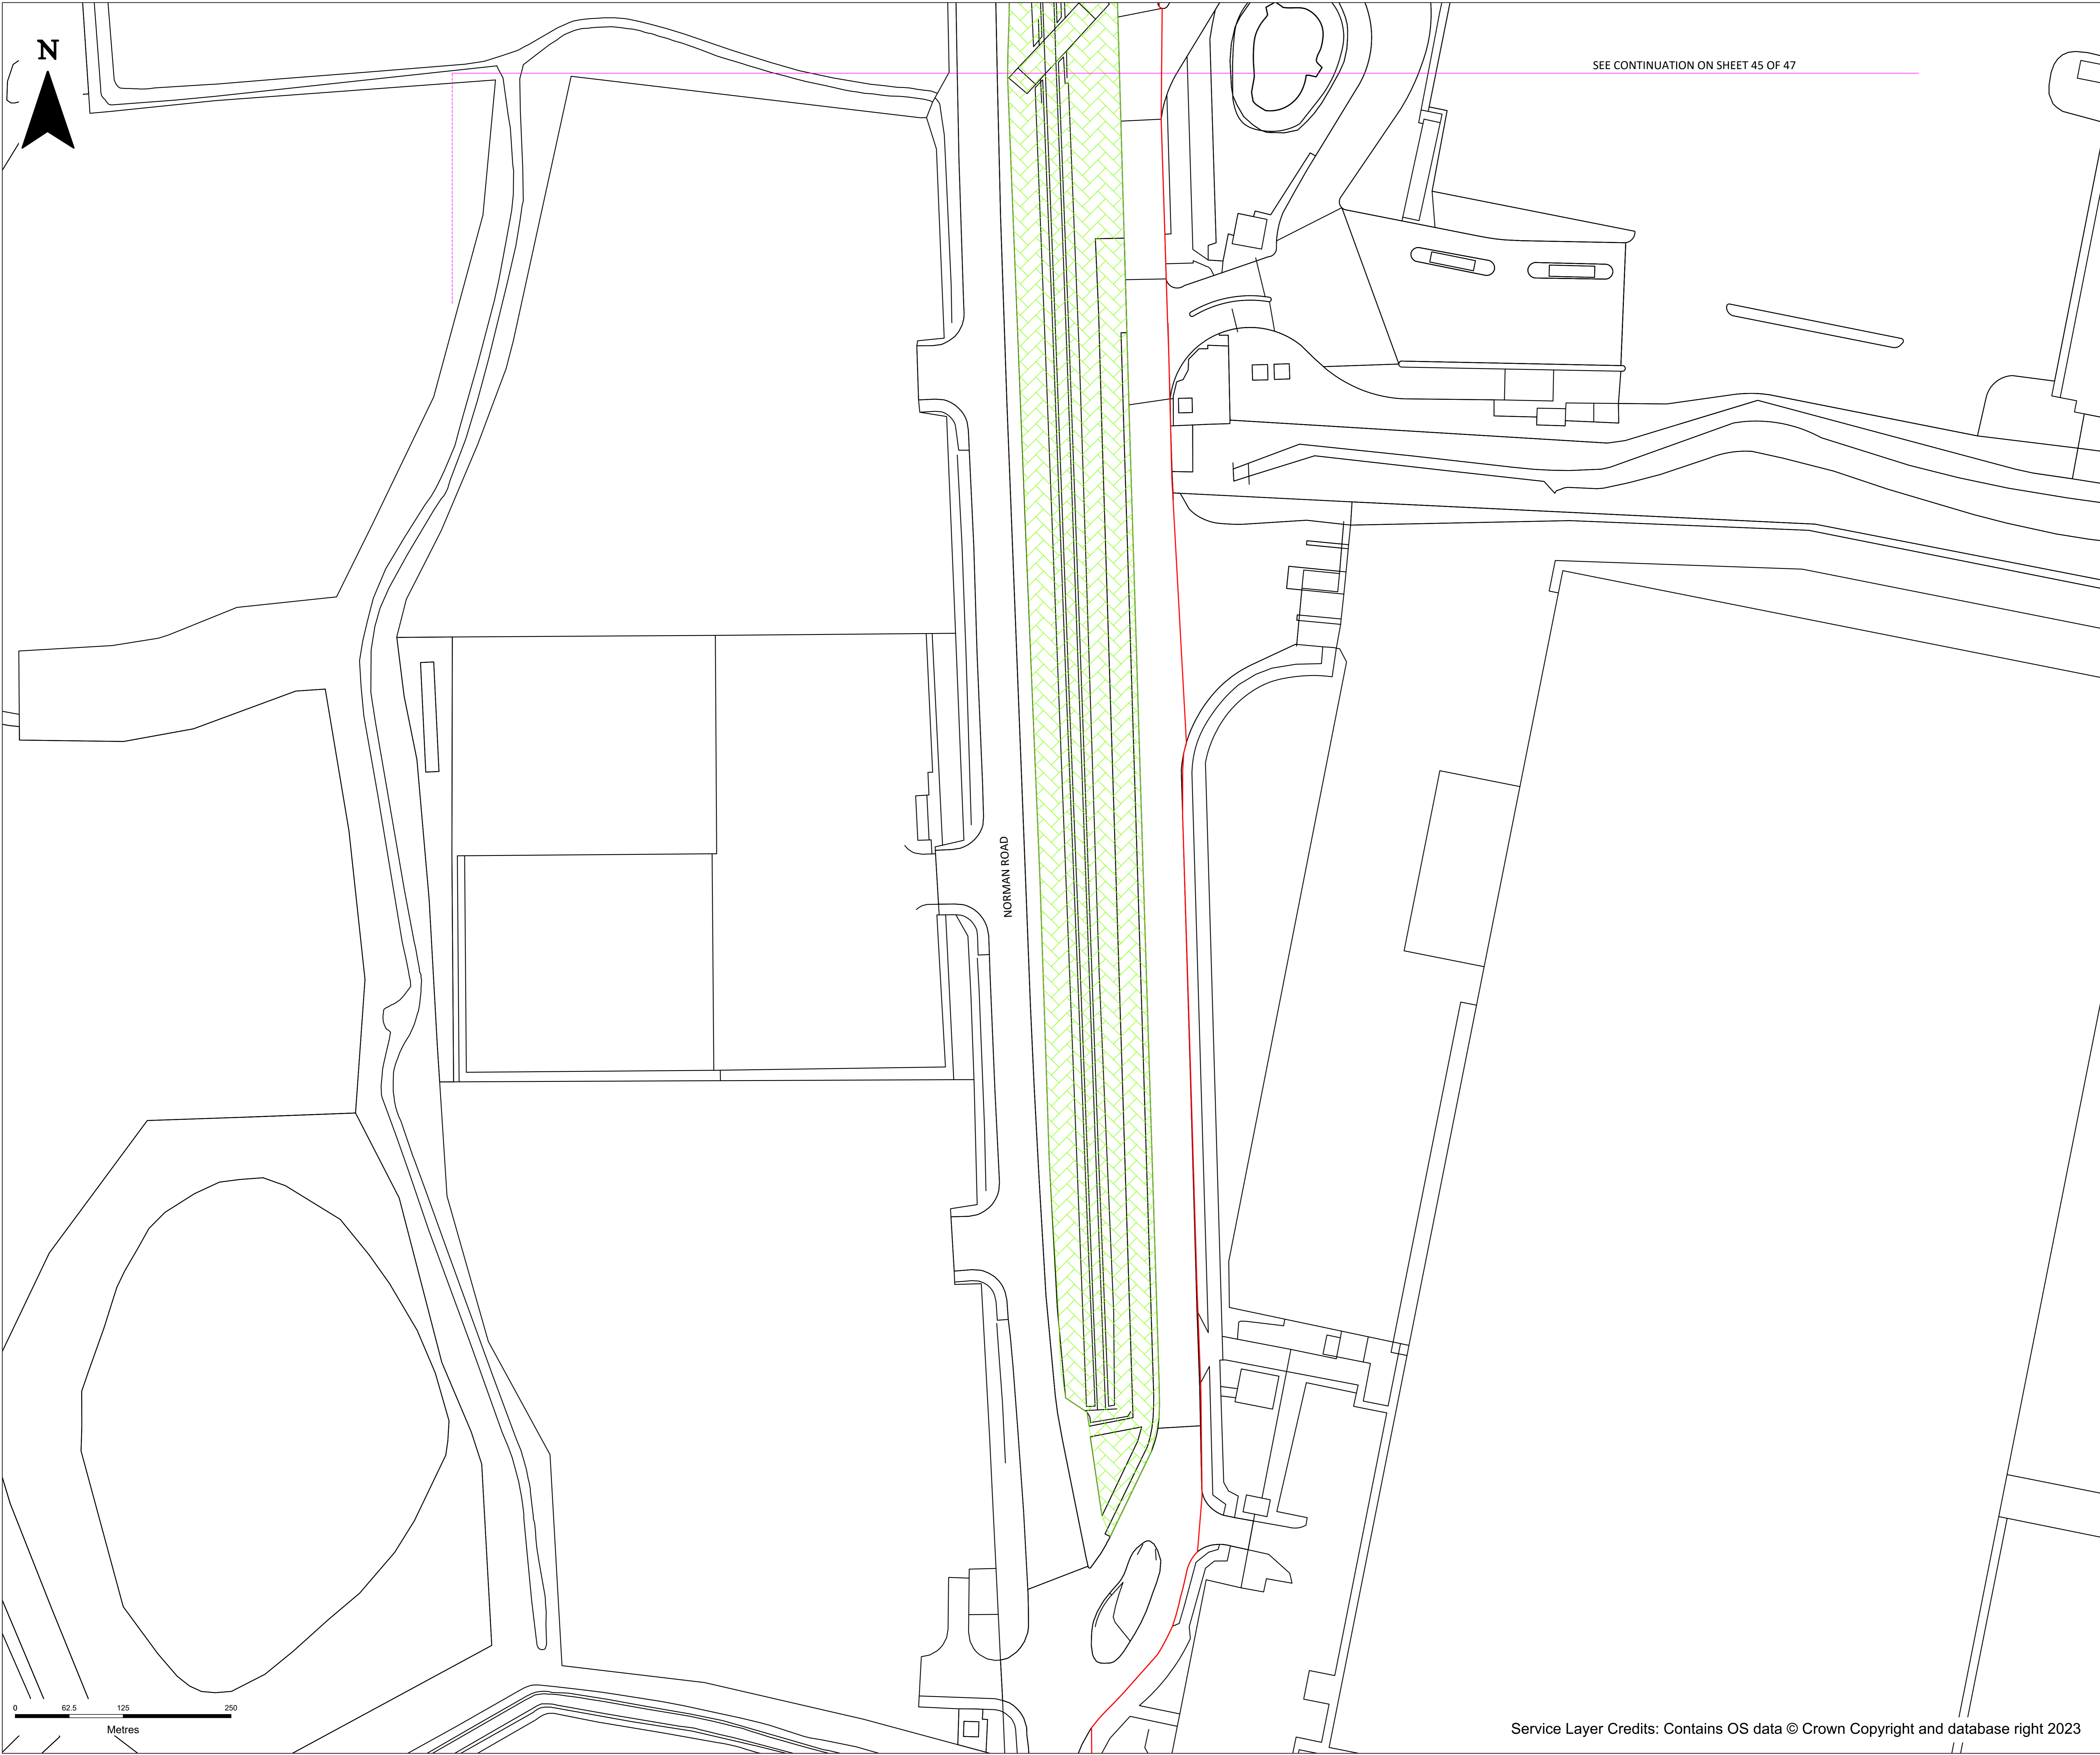 N
SEE CONTINUATION ON SHEET 45 OF 47
NORMAN ROAD
0 62.5 125 250
Metres
Service Layer Credits: Contains OS data © Crown Copyright and database right 2023